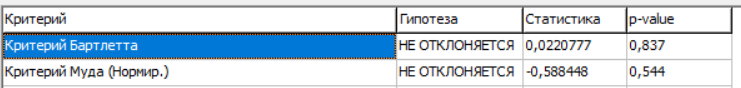 Критерий Гипотеза Статистика p-value
Критерий Бартлетта НЕ ОТКЛОНЯЕТСЯ 0,0220777 0,837
Критерий Муда (Нормир.) НЕ ОТКЛОНЯЕТСЯ -0,588448 0,544